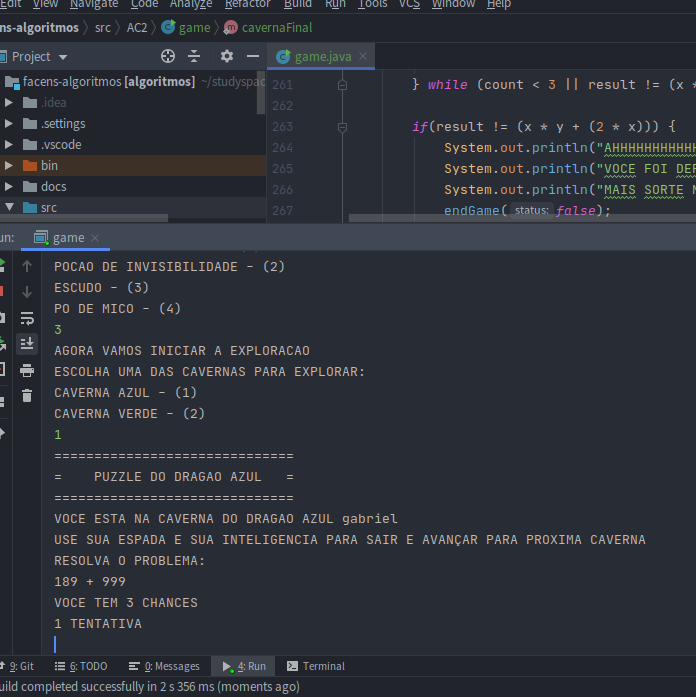 Edit View Navigate Code Analyze Refactor Build Run Tools VCS Window Help
ns-algoritmos src AC2 game cavernaFinal
Project game.java
facens-algoritmos [algoritmos] ~/studyspac
.idea
.settings
.vscode
bin
docs
src
261 } while (count < 3 || result != (x *
262
263 if(result != (x * y + (2 * x))) {
264 System.out.println("AHHHHHHHHHHH
265 System.out.println("VOCE FOI DER
266 System.out.println("MAIS SORTE N
267 endGame( status: false);
un: game
POCAO DE INVISIBILIDADE - (2)
ESCUDO - (3)
PO DE MICO - (4)
3
AGORA VAMOS INICIAR A EXPLORACAO
ESCOLHA UMA DAS CAVERNAS PARA EXPLORAR:
CAVERNA AZUL - (1)
CAVERNA VERDE - (2)
1
==============================
= PUZZLE DO DRAGAO AZUL =
==============================
VOCE ESTA NA CAVERNA DO DRAGAO AZUL gabriel
USE SUA ESPADA E SUA INTELIGENCIA PARA SAIR E AVANÇAR PARA PROXIMA CAVERNA
RESOLVA O PROBLEMA:
189 + 999
VOCE TEM 3 CHANCES
1 TENTATIVA
9: Git 6: TODO 0: Messages 4: Run Terminal
uild completed successfully in 2 s 356 ms (moments ago)